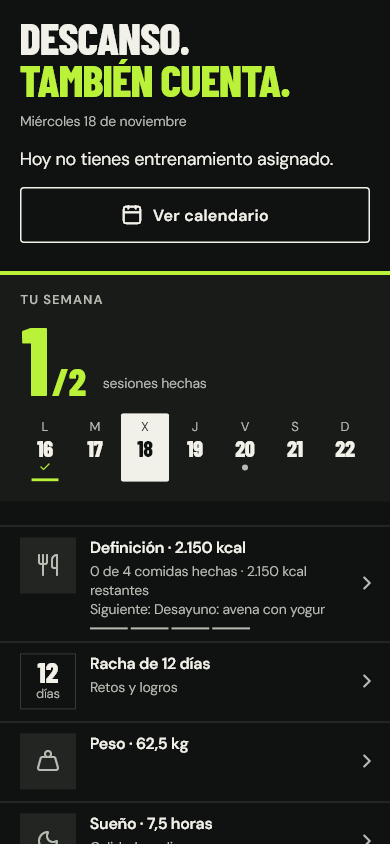 DESCANSO.
TAMBIÉN CUENTA.
Miércoles 18 de noviembre
Hoy no tienes entrenamiento asignado.
Ver calendario
TU SEMANA
1/2 sesiones hechas
L M X J V S D
16 17 18 19 20 21 22
Definición · 2.150 kcal
0 de 4 comidas hechas · 2.150 kcal
restantes
Siguiente: Desayuno: avena con yogur
12
días
Racha de 12 días
Retos y logros
Peso · 62,5 kg
Sueño · 7,5 horas